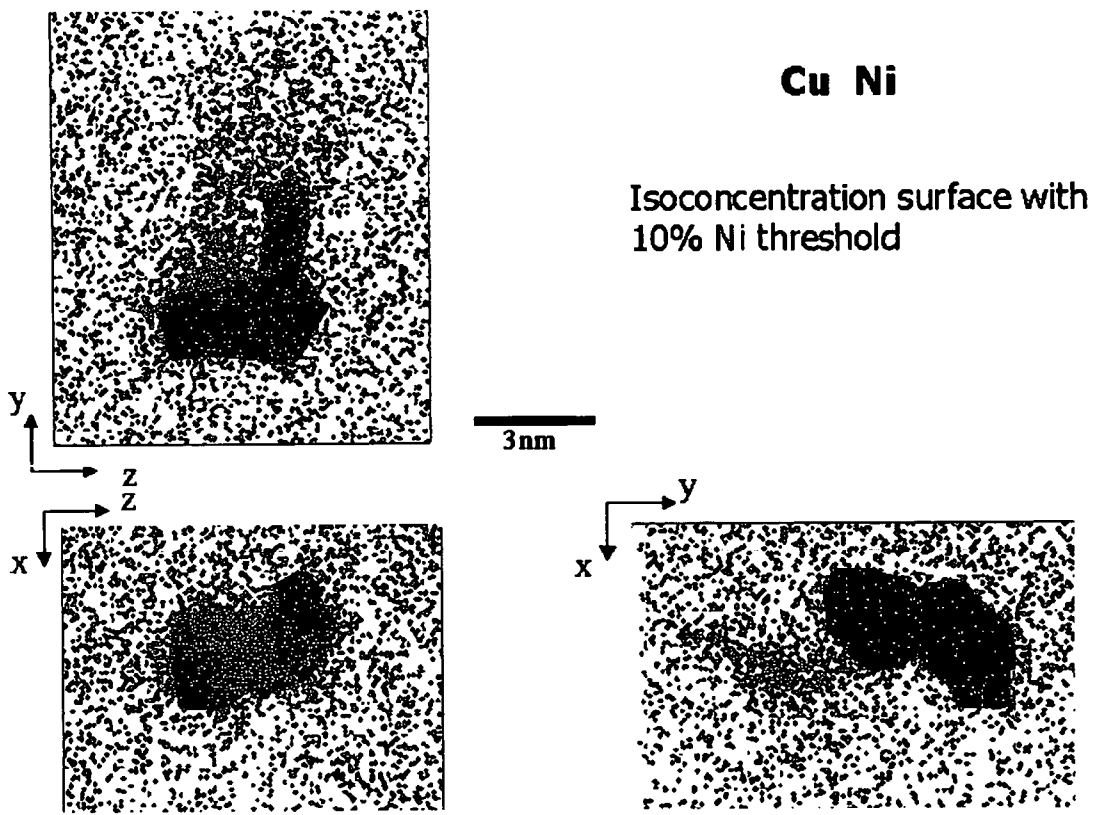 Cu Ni
Isoconcentration surface with
10% Ni threshold
y
z
3nm
z
x
y
x